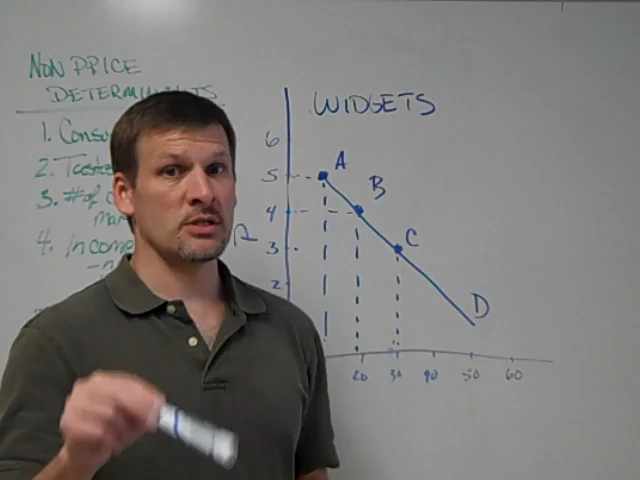 NON PRICE
DETERMINANTS
1. Consu
2. Taste
3. # of C
mar
4. Income
WIDGETS
6
5
4
3
2
P
A
B
C
D
20 30 40 50 60